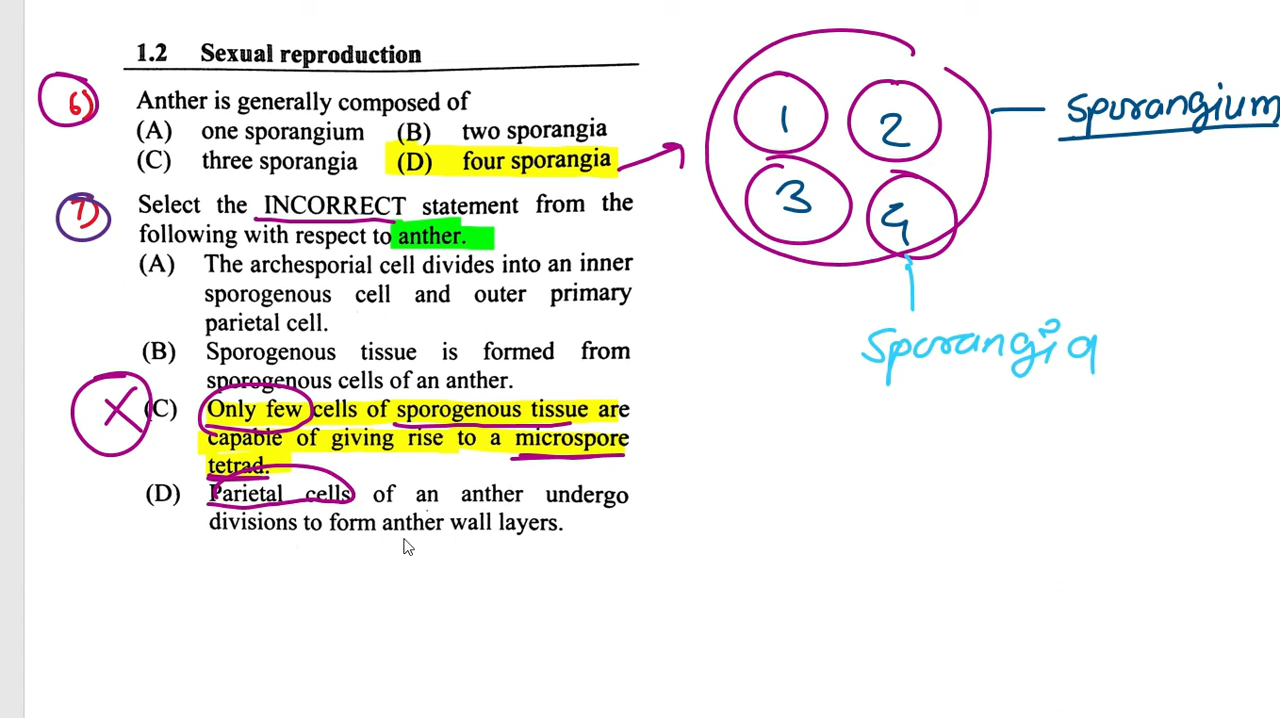 1.2 Sexual reproduction
6)
Anther is generally composed of
(A) one sporangium (B) two sporangia
(C) three sporangia (D) four sporangia
7)
Select the INCORRECT statement from the
following with respect to anther.
(A) The archesporial cell divides into an inner
sporogenous cell and outer primary
parietal cell.
(B) Sporogenous tissue is formed from
sporogenous cells of an anther.
(C) Only few cells of sporogenous tissue are
capable of giving rise to a microspore
tetrad.
(D) Parietal cells of an anther undergo
divisions to form anther wall layers.
1 2
3 4
Sporangium
Sporangia